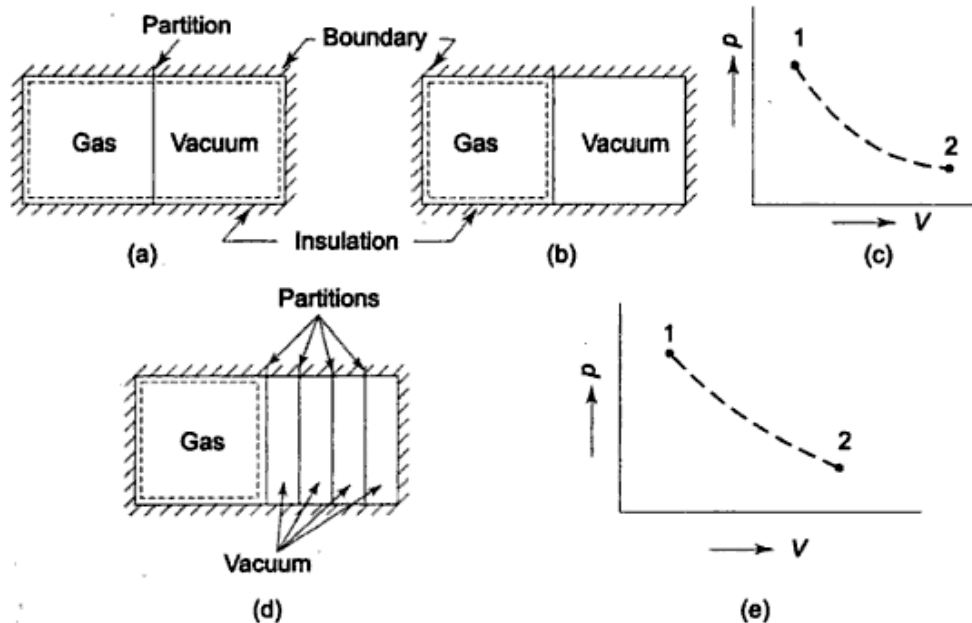 Partition
Boundary
Gas
Vacuum
Gas
Vacuum
p
1
2
V
Insulation
(a)
(b)
(c)
Partitions
Gas
Vacuum
(d)
p
1
2
V
(e)